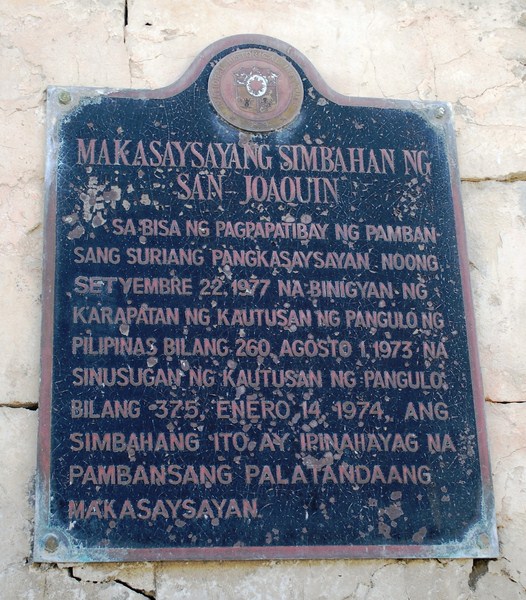 MAKASAYSAYANG SIMBAHAN NG
SAN-JOAQUIN
SA BISA NG PAGPAPATIBAY NG PAMBAN-
SANG SURIANG PANGKASAYSAYAN NOONG
SETYEMBRE 22, 1977 NA BINIGYAN NG
KARAPATAN NG KAUTUSAN NG PANGULO NG
PILIPINAS BILANG 260, AGOSTO 1, 1973 NA
SINUSUGAN NG KAUTUSAN NG PANGULO,
BILANG 375, ENERO 14, 1974, ANG
SIMBAHANG ITO AY IPINAHAYAG NA
PAMBANSANG PALATANDAANG
MAKASAYSAYAN.